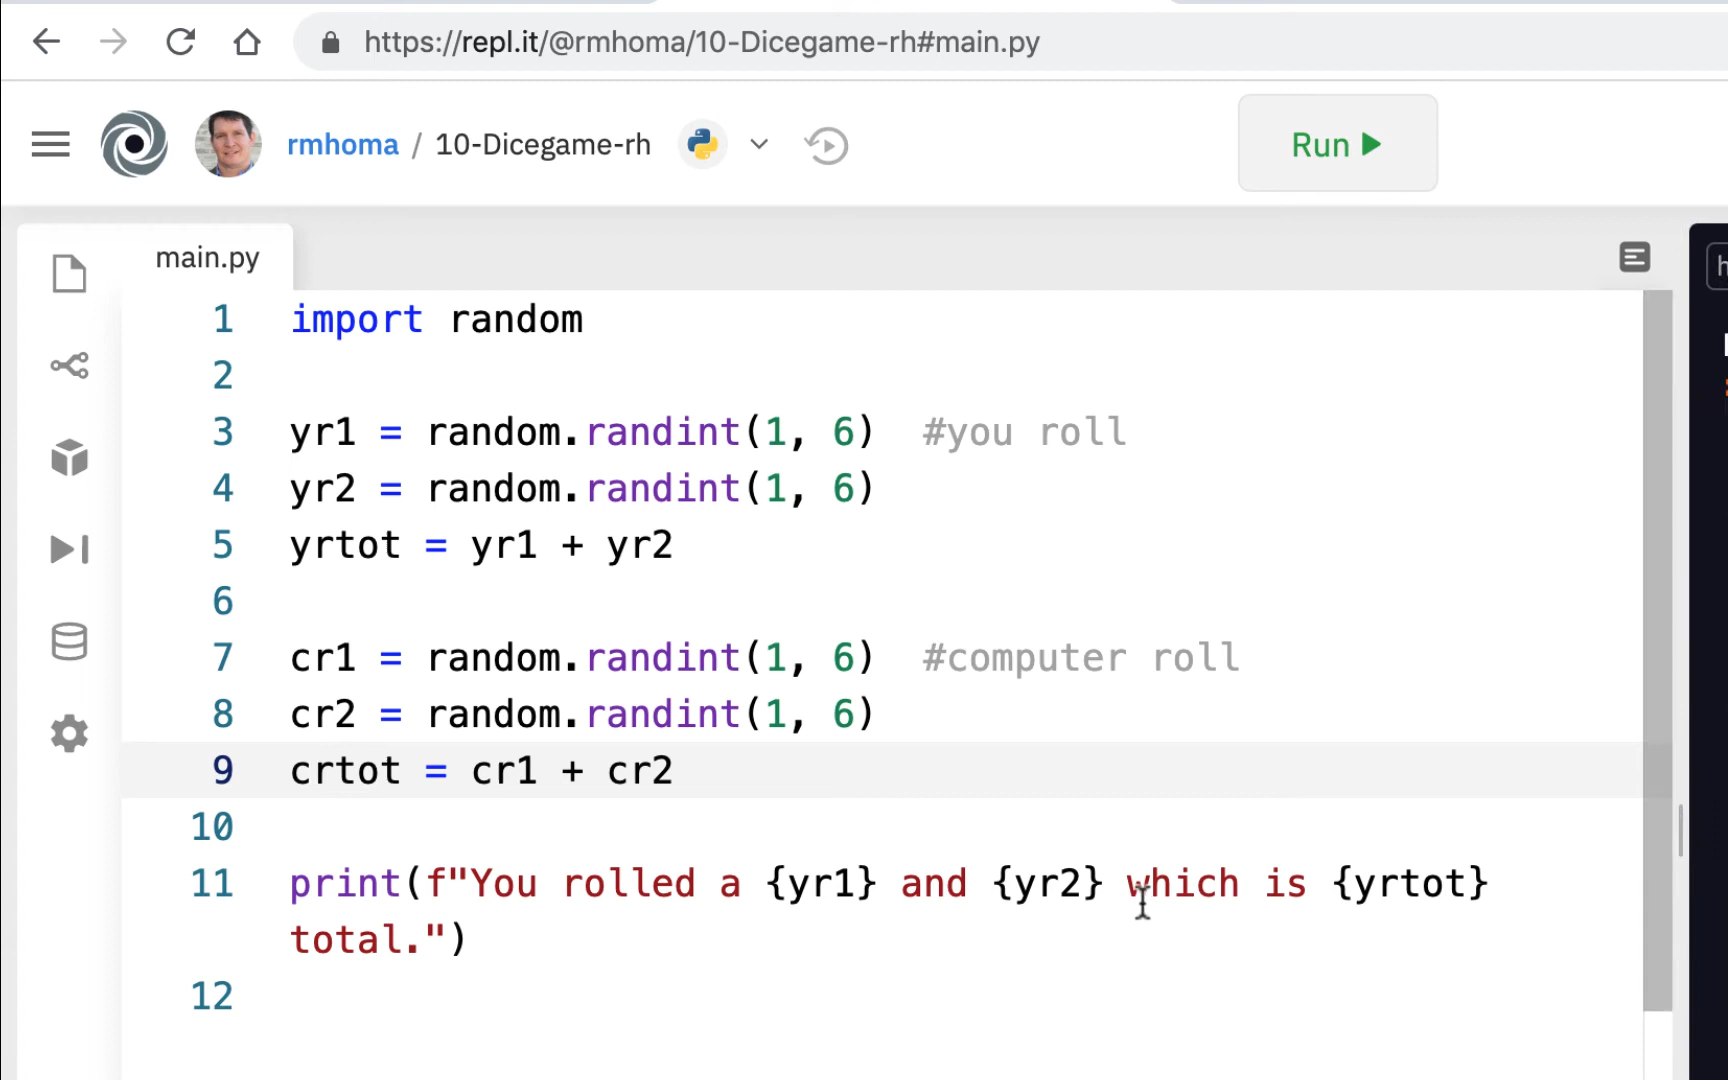 https://repl.it/@rmhoma/10-Dicegame-rh#main.py
rmhoma / 10-Dicegame-rh
Run
main.py
1 import random
2
3 yr1 = random.randint(1, 6)  #you roll
4 yr2 = random.randint(1, 6)
5 yrtot = yr1 + yr2
6
7 cr1 = random.randint(1, 6)  #computer roll
8 cr2 = random.randint(1, 6)
9 crtot = cr1 + cr2
10
11 print(f"You rolled a {yr1} and {yr2} which is {yrtot}
total.")
12